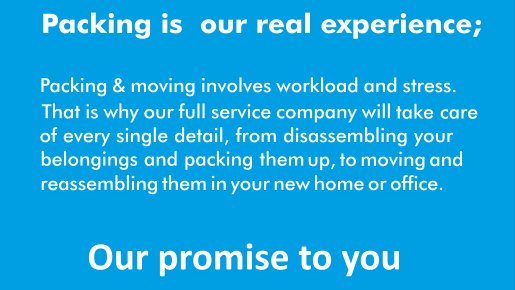 Packing is our real experience;
Packing & moving involves workload and stress.
That is why our full service company will take care
of every single detail, from disassembling your
belongings and packing them up, to moving and
reassembling them in your new home or office.
Our promise to you